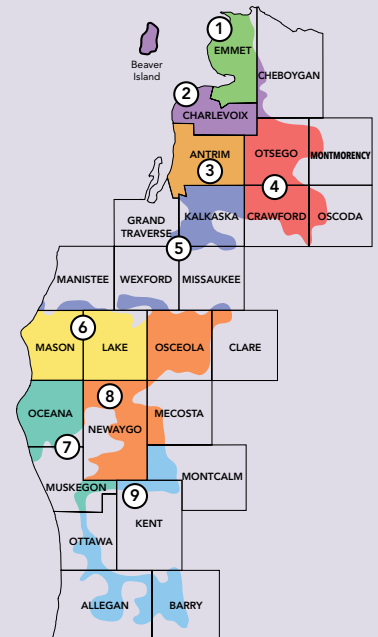 1
EMMET
Beaver
Island
CHEBOYGAN
2
CHARLEVOIX
ANTRIM
3
OTSEGO
MONTMORENCY
4
GRAND
TRAVERSE
KALKASKA
CRAWFORD
OSCODA
5
MANISTEE
WEXFORD
MISSAUKEE
6
MASON
LAKE
OSCEOLA
CLARE
8
OCEANA
NEWAYGO
MECOSTA
7
MUSKEGON
MONTCALM
9
KENT
OTTAWA
ALLEGAN
BARRY